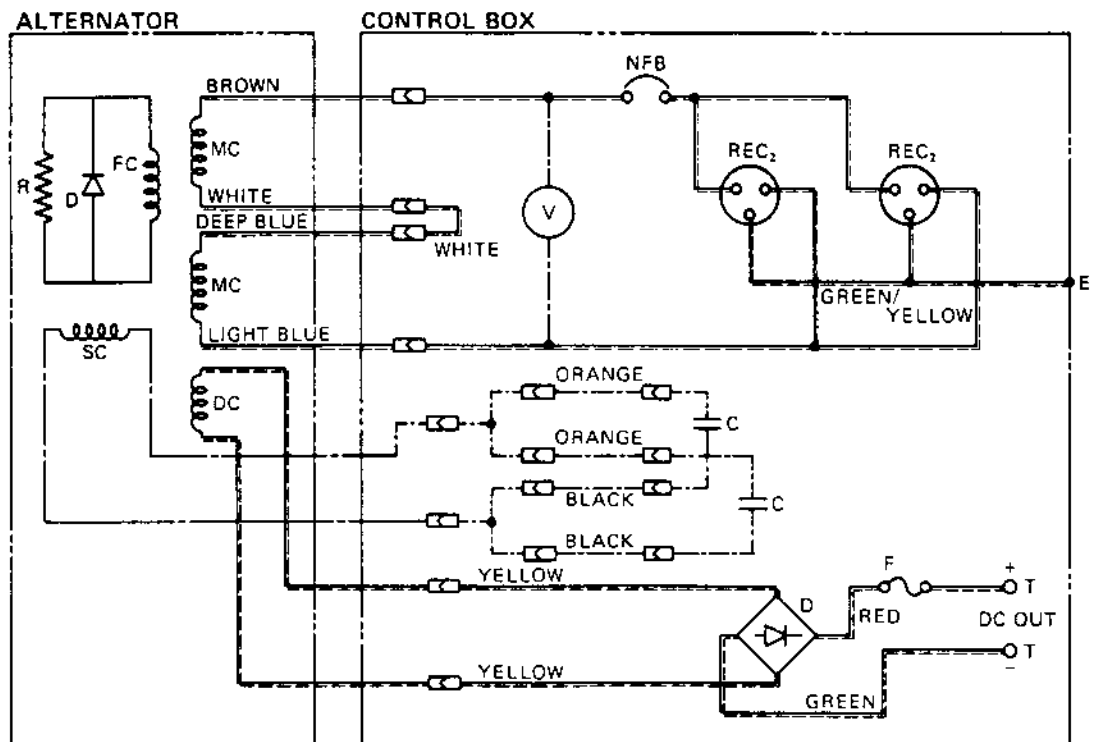 ALTERNATOR
CONTROL BOX
NFB
BROWN
REC₂
REC₂
R
D
FC
MC
WHITE
DEEP BLUE
WHITE
V
MC
E
GREEN/
YELLOW
LIGHT BLUE
SC
DC
ORANGE
C
ORANGE
BLACK
C
BLACK
YELLOW
D
F
+
T
RED
DC OUT
T
−
YELLOW
GREEN